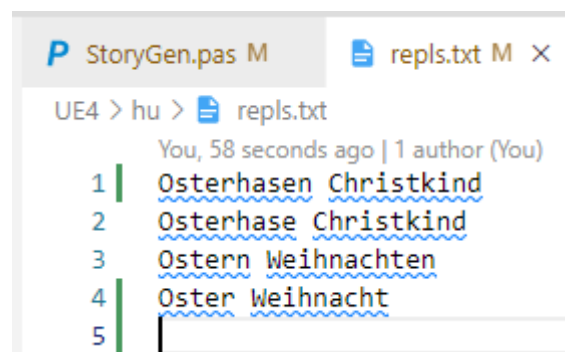 StoryGen.pas M repls.txt M ×
UE4 > hu > repls.txt
You, 58 seconds ago | 1 author (You)
1 Osterhasen Christkind
2 Osterhase Christkind
3 Ostern Weihnachten
4 Oster Weihnacht
5